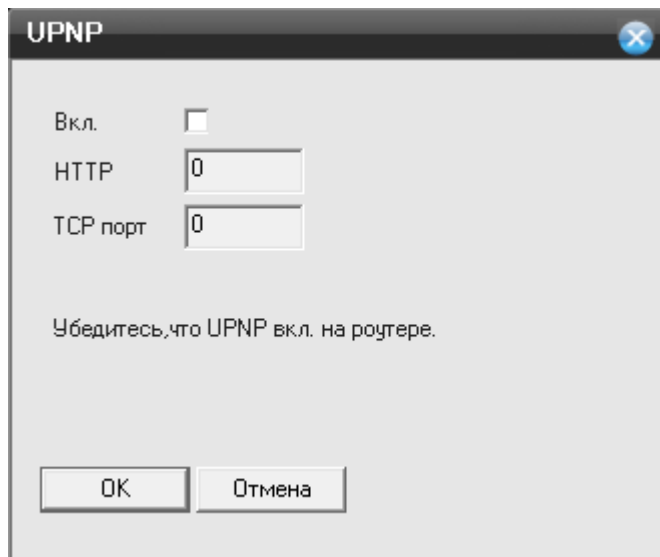 UPNP
Вкл.
HTTP 0
TCP порт 0
Убедитесь,что UPNP вкл. на роутере.
OK Отмена